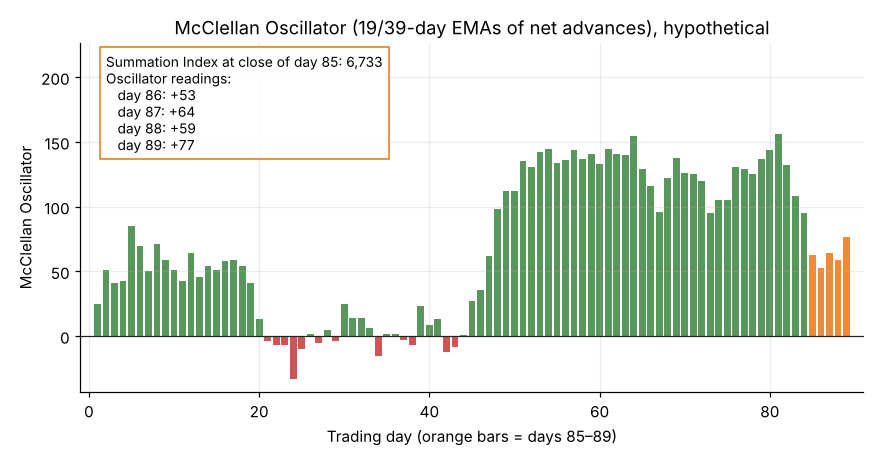 McClellan Oscillator (19/39-day EMAs of net advances), hypothetical
Summation Index at close of day 85: 6,733
Oscillator readings:
day 86: +53
day 87: +64
day 88: +59
day 89: +77
McClellan Oscillator
200
150
100
50
0
0 20 40 60 80
Trading day (orange bars = days 85–89)